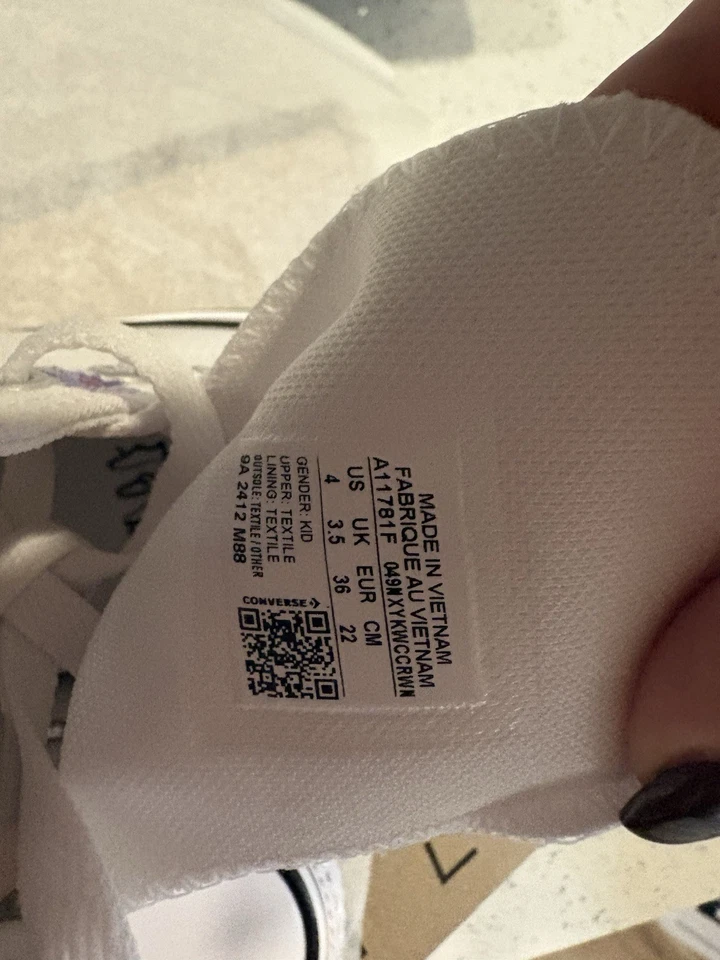 MADE IN VIETNAM
FABRIQUE AU VIETNAM
A11781F 049NXYKWCCRWN
US UK EUR CM
4 3.5 36 22
GENDER: KID
UPPER: TEXTILE
LINING: TEXTILE
OUTSOLE: TEXTILE / OTHER
9A 2412 M88
CONVERSE